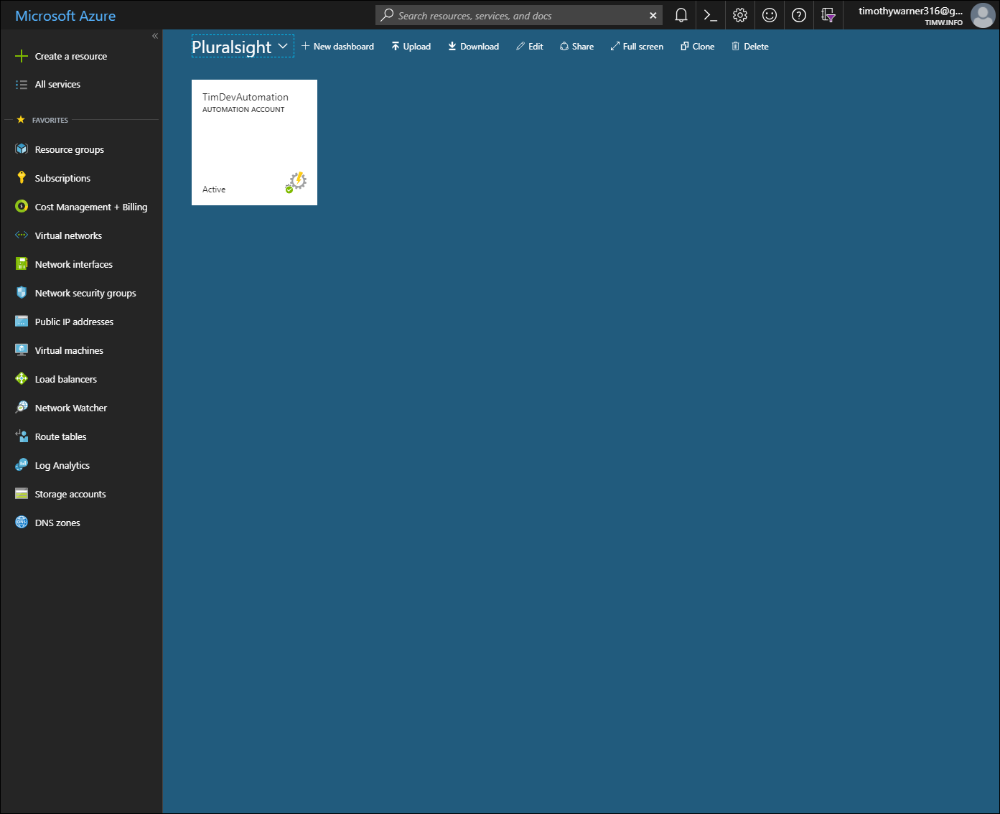 Microsoft Azure
Search resources, services, and docs
timothywarner316@g...
TIMW.INFO
Create a resource
All services
FAVORITES
Resource groups
Subscriptions
Cost Management + Billing
Virtual networks
Network interfaces
Network security groups
Public IP addresses
Virtual machines
Load balancers
Network Watcher
Route tables
Log Analytics
Storage accounts
DNS
DNS zones
Pluralsight
New dashboard
Upload
Download
Edit
Share
Full screen
Clone
Delete
TimDevAutomation
AUTOMATION ACCOUNT
Active